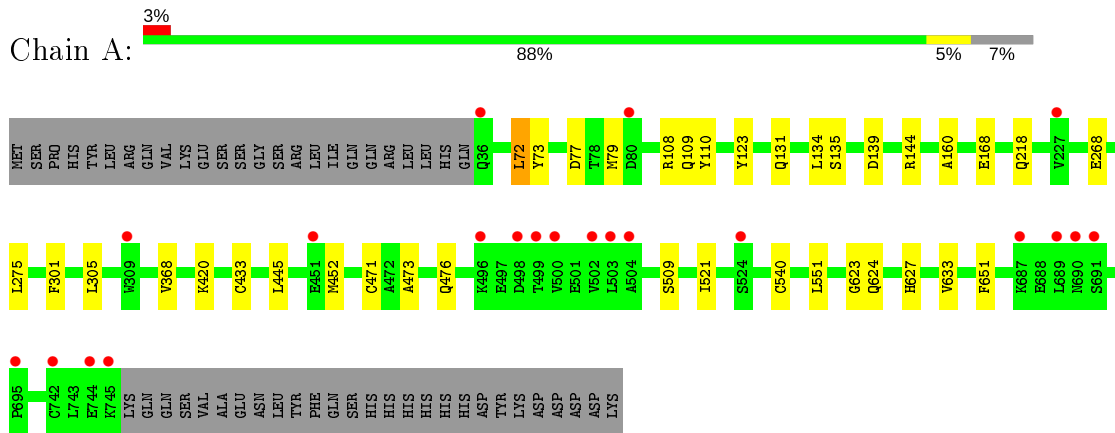 3%
Chain A:
88% 5% 7%
MET SER PRO HIS TYR LEU ARG GLN VAL LYS GLU SER SER GLY SER ARG LEU ILE GLN GLN ARG LEU LEU HIS GLN Q36 L72 Y73 D77 T78 M79 D80 R108 Q109 Y110 Y123 Q131 L134 S135 D139 R144 A160 E168 Q218 V227 E268
L275 F301 L305 W309 V368 K420 C433 L445 E451 M452 C471 A472 A473 Q476 K496 E497 D498 T499 V500 E501 V502 L503 A504 S509 I521 S524 C540 L551 G623 Q624 H627 V633 F651 K687 E688 L689 N690 S691
P695 C742 L743 E744 K745 LYS GLN GLN SER VAL ALA GLU ASN LEU TYR PHE GLN SER HIS HIS HIS HIS HIS HIS ASP TYR LYS ASP ASP ASP ASP LYS